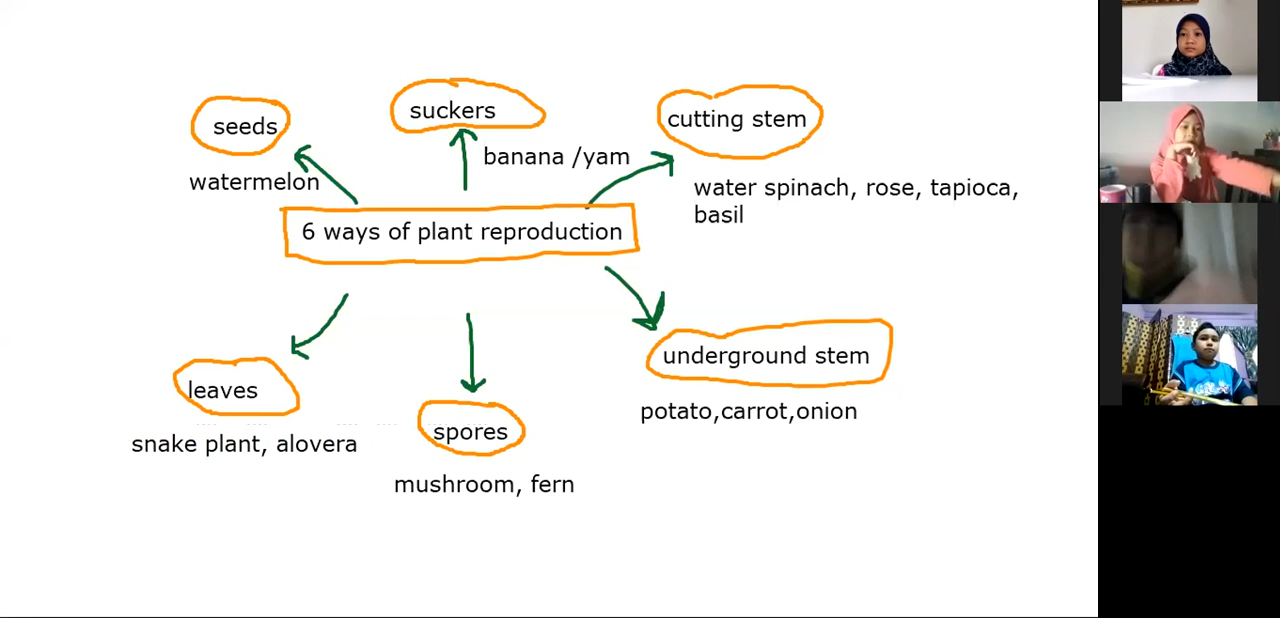 suckers
seeds
cutting stem
banana /yam
watermelon
water spinach, rose, tapioca,
basil
6 ways of plant reproduction
underground stem
leaves
potato,carrot,onion
spores
snake plant, alovera
mushroom, fern